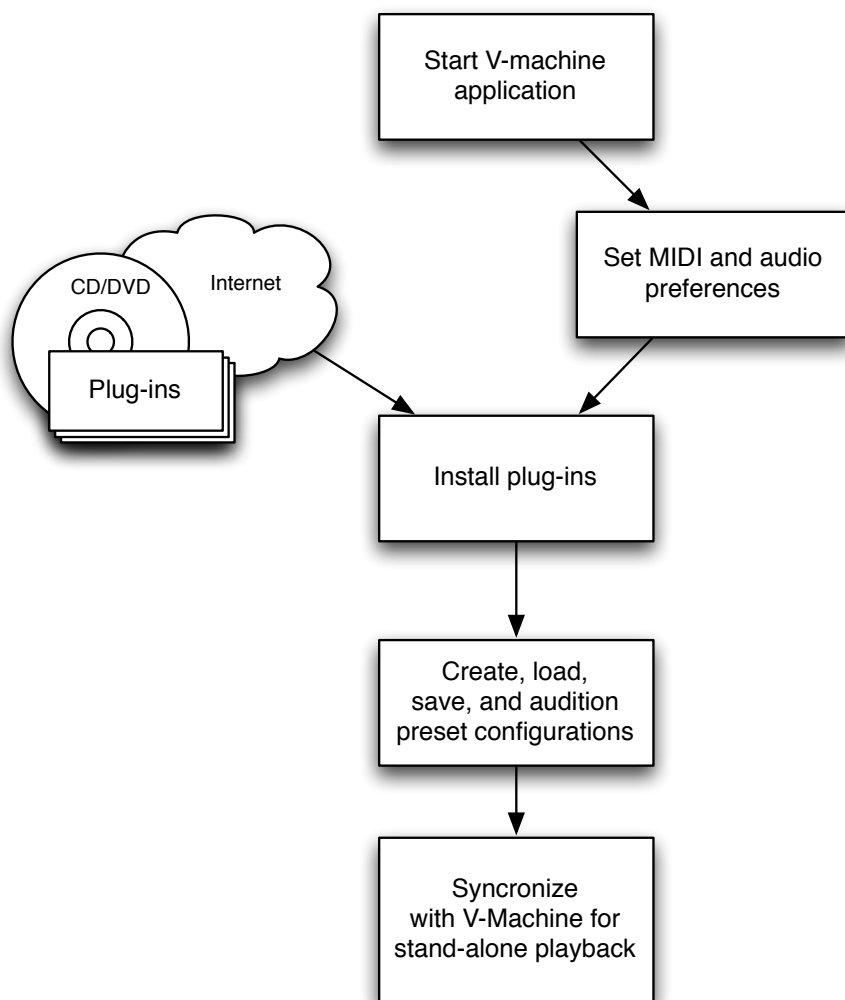 Start V-machine
application
Set MIDI and audio
preferences
CD/DVD
Internet
Plug-ins
Install plug-ins
Create, load,
save, and audition
preset configurations
Syncronize
with V-Machine for
stand-alone playback